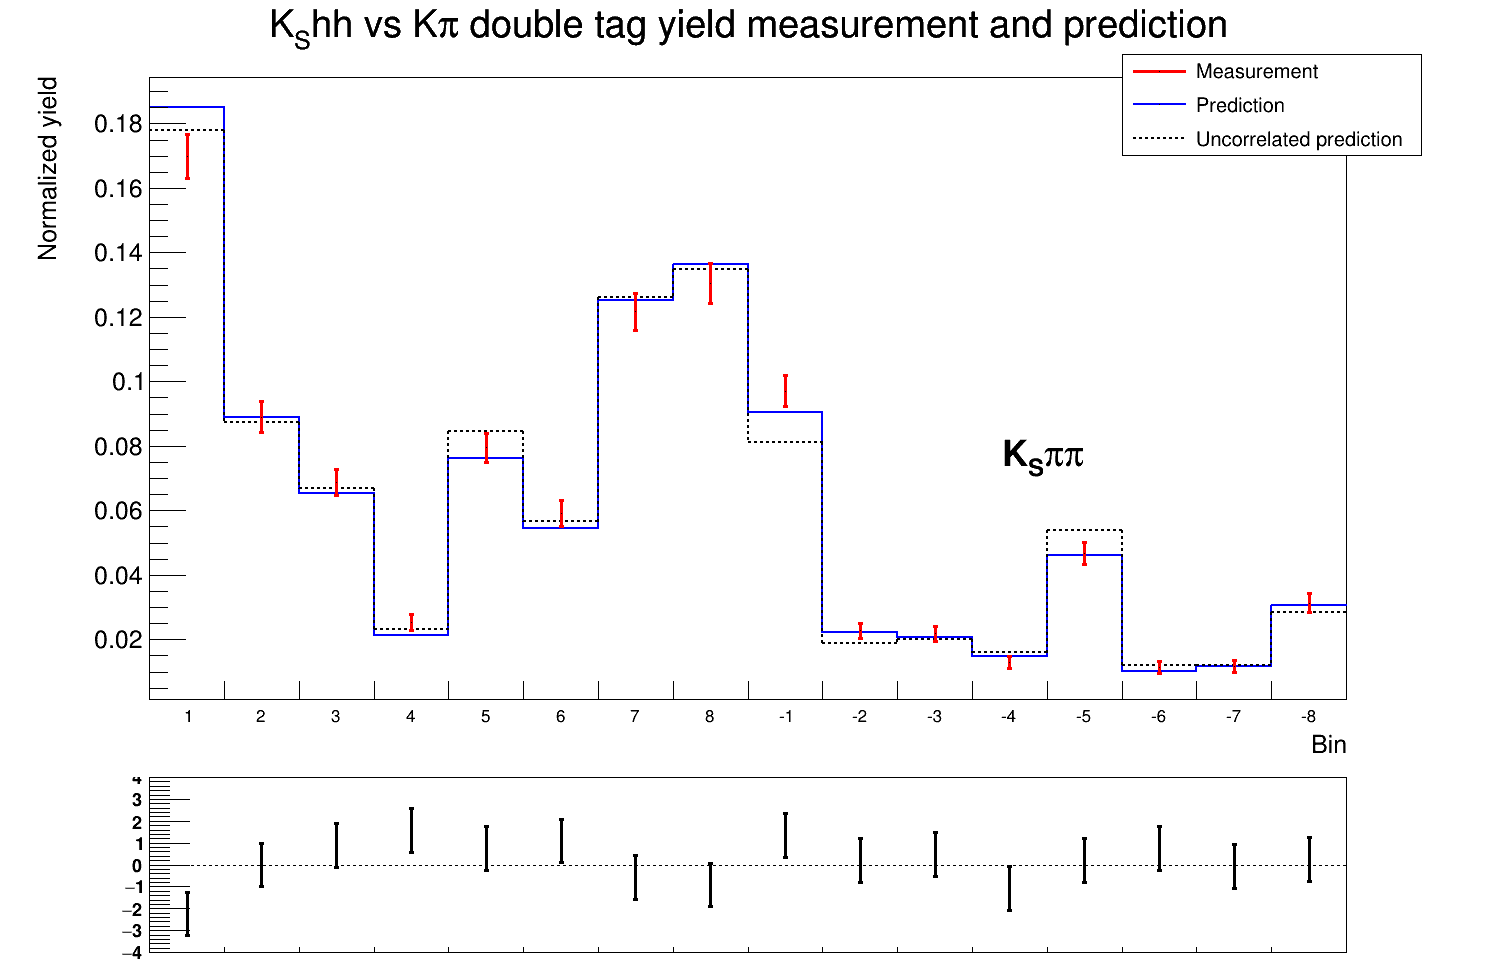 K_Shh vs Kπ double tag yield measurement and prediction
Normalized yield
Measurement
Prediction
Uncorrelated prediction
0.18
0.16
0.14
0.12
0.1
0.08
0.06
0.04
0.02
K_Sππ
1 2 3 4 5 6 7 8 -1 -2 -3 -4 -5 -6 -7 -8
Bin
4
3
2
1
0
−1
−2
−3
−4